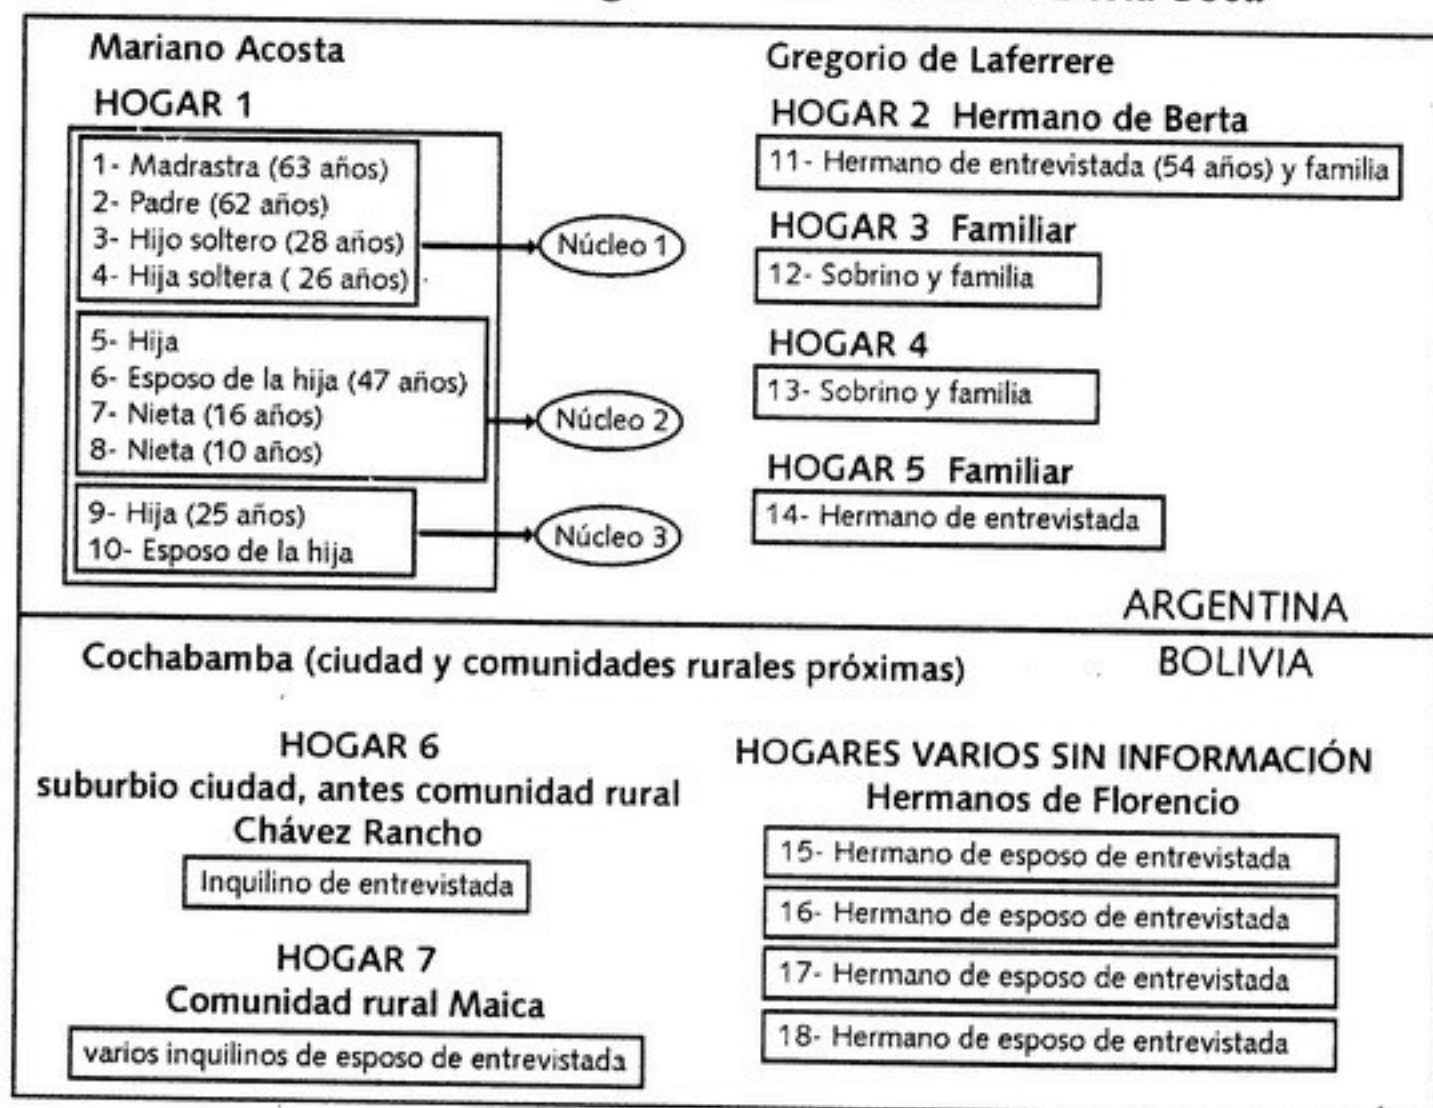 Mariano Acosta
HOGAR 1
1- Madrastra (63 años)
2- Padre (62 años)
3- Hijo soltero (28 años)
4- Hija soltera ( 26 años)
Núcleo 1
5- Hija
6- Esposo de la hija (47 años)
7- Nieta (16 años)
8- Nieta (10 años)
Núcleo 2
9- Hija (25 años)
10- Esposo de la hija
Núcleo 3
Gregorio de Laferrere
HOGAR 2 Hermano de Berta
11- Hermano de entrevistada (54 años) y familia
HOGAR 3 Familiar
12- Sobrino y familia
HOGAR 4
13- Sobrino y familia
HOGAR 5 Familiar
14- Hermano de entrevistada
ARGENTINA
BOLIVIA
Cochabamba (ciudad y comunidades rurales próximas)
HOGAR 6
suburbio ciudad, antes comunidad rural
Chávez Rancho
Inquilino de entrevistada
HOGAR 7
Comunidad rural Maica
varios inquilinos de esposo de entrevistada
HOGARES VARIOS SIN INFORMACIÓN
Hermanos de Florencio
15- Hermano de esposo de entrevistada
16- Hermano de esposo de entrevistada
17- Hermano de esposo de entrevistada
18- Hermano de esposo de entrevistada